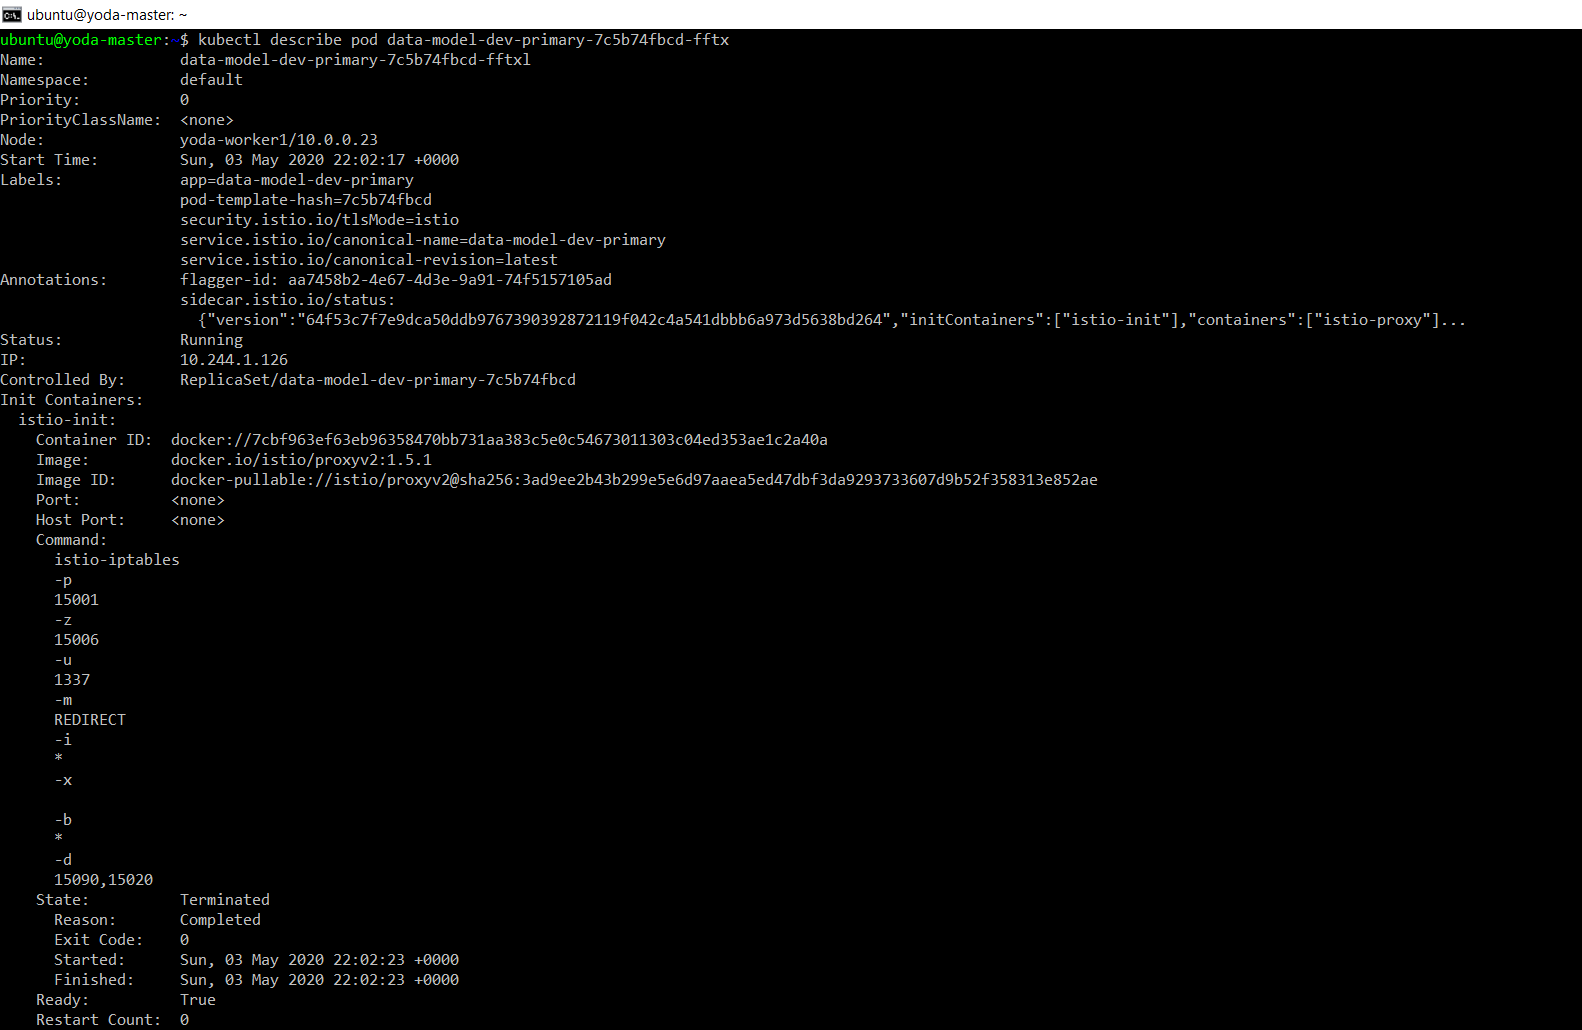 ubuntu@yoda-master: ~
ubuntu@yoda-master:~$ kubectl describe pod data-model-dev-primary-7c5b74fbcd-fftx
Name:               data-model-dev-primary-7c5b74fbcd-fftxl
Namespace:          default
Priority:           0
PriorityClassName:  <none>
Node:               yoda-worker1/10.0.0.23
Start Time:         Sun, 03 May 2020 22:02:17 +0000
Labels:             app=data-model-dev-primary
                    pod-template-hash=7c5b74fbcd
                    security.istio.io/tlsMode=istio
                    service.istio.io/canonical-name=data-model-dev-primary
                    service.istio.io/canonical-revision=latest
Annotations:        flagger-id: aa7458b2-4e67-4d3e-9a91-74f5157105ad
                    sidecar.istio.io/status:
                      {"version":"64f53c7f7e9dca50ddb9767390392872119f042c4a541dbbb6a973d5638bd264","initContainers":["istio-init"],"containers":["istio-proxy"]...
Status:             Running
IP:                 10.244.1.126
Controlled By:      ReplicaSet/data-model-dev-primary-7c5b74fbcd
Init Containers:
  istio-init:
    Container ID:  docker://7cbf963ef63eb96358470bb731aa383c5e0c54673011303c04ed353ae1c2a40a
    Image:         docker.io/istio/proxyv2:1.5.1
    Image ID:      docker-pullable://istio/proxyv2@sha256:3ad9ee2b43b299e5e6d97aaea5ed47dbf3da9293733607d9b52f358313e852ae
    Port:          <none>
    Host Port:     <none>
    Command:
      istio-iptables
      -p
      15001
      -z
      15006
      -u
      1337
      -m
      REDIRECT
      -i
      *
      -x

      -b
      *
      -d
      15090,15020
    State:          Terminated
      Reason:       Completed
      Exit Code:    0
      Started:      Sun, 03 May 2020 22:02:23 +0000
      Finished:     Sun, 03 May 2020 22:02:23 +0000
    Ready:          True
    Restart Count:  0